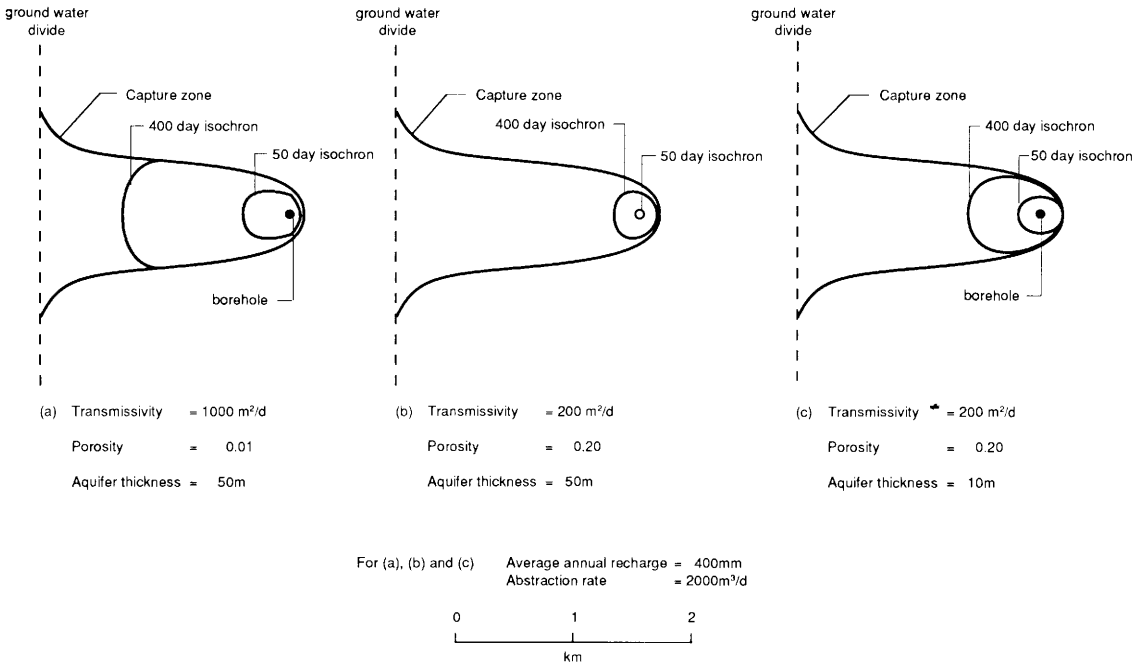 ground water
divide
Capture zone
400 day isochron
50 day isochron
borehole
(a) Transmissivity = 1000 m²/d
Porosity = 0.01
Aquifer thickness = 50m
ground water
divide
Capture zone
400 day isochron
50 day isochron
(b) Transmissivity = 200 m²/d
Porosity = 0.20
Aquifer thickness = 50m
ground water
divide
Capture zone
400 day isochron
50 day isochron
borehole
(c) Transmissivity = 200 m²/d
Porosity = 0.20
Aquifer thickness = 10m
For (a), (b) and (c) Average annual recharge = 400mm
Abstraction rate = 2000m³/d
0 1 2
km